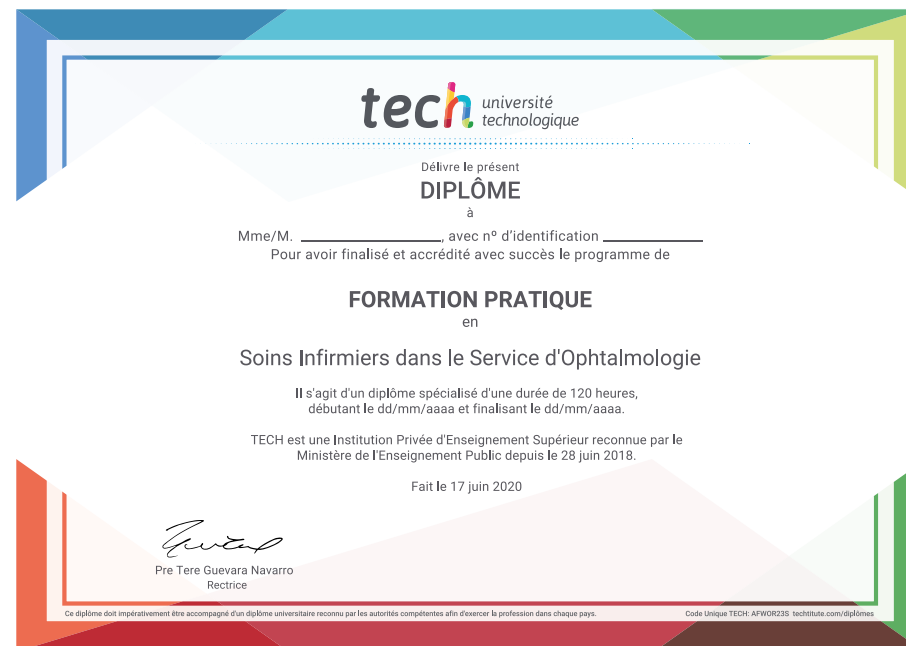 tech université
technologique
Délivre le présent
DIPLÔME
à
Mme/M. ____________________, avec nº d'identification ______________
Pour avoir finalisé et accrédité avec succès le programme de
FORMATION PRATIQUE
en
Soins Infirmiers dans le Service d'Ophtalmologie
Il s'agit d'un diplôme spécialisé d'une durée de 120 heures,
débutant le dd/mm/aaaa et finalisant le dd/mm/aaaa.
TECH est une Institution Privée d'Enseignement Supérieur reconnue par le
Ministère de l'Enseignement Public depuis le 28 juin 2018.
Fait le 17 juin 2020
Pre Tere Guevara Navarro
Rectrice
Ce diplôme doit impérativement être accompagné d'un diplôme universitaire reconnu par les autorités compétentes afin d'exercer la profession dans chaque pays.
Code Unique TECH: AFWOR23S techtitute.com/diplômes